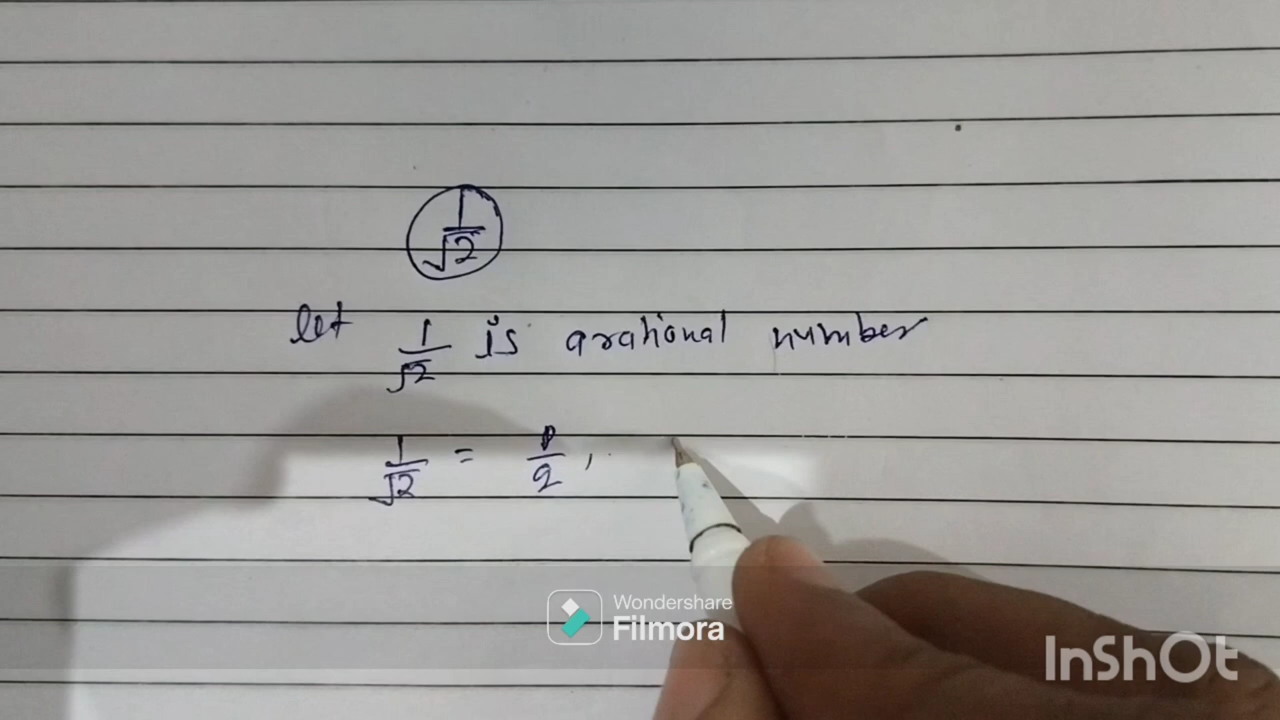 1/√2
let 1/√2 is arational number
1/√2 = p/q,
Wondershare
Filmora
InShOt